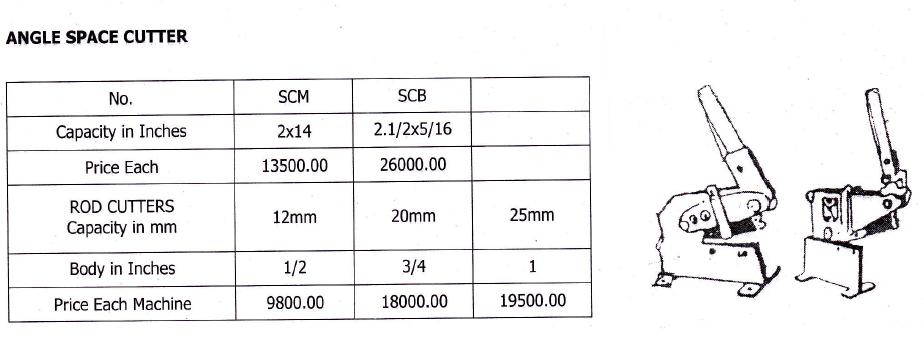 ANGLE SPACE CUTTER
No. SCM SCB
Capacity in Inches 2x14 2.1/2x5/16
Price Each 13500.00 26000.00
ROD CUTTERS
Capacity in mm 12mm 20mm 25mm
Body in Inches 1/2 3/4 1
Price Each Machine 9800.00 18000.00 19500.00